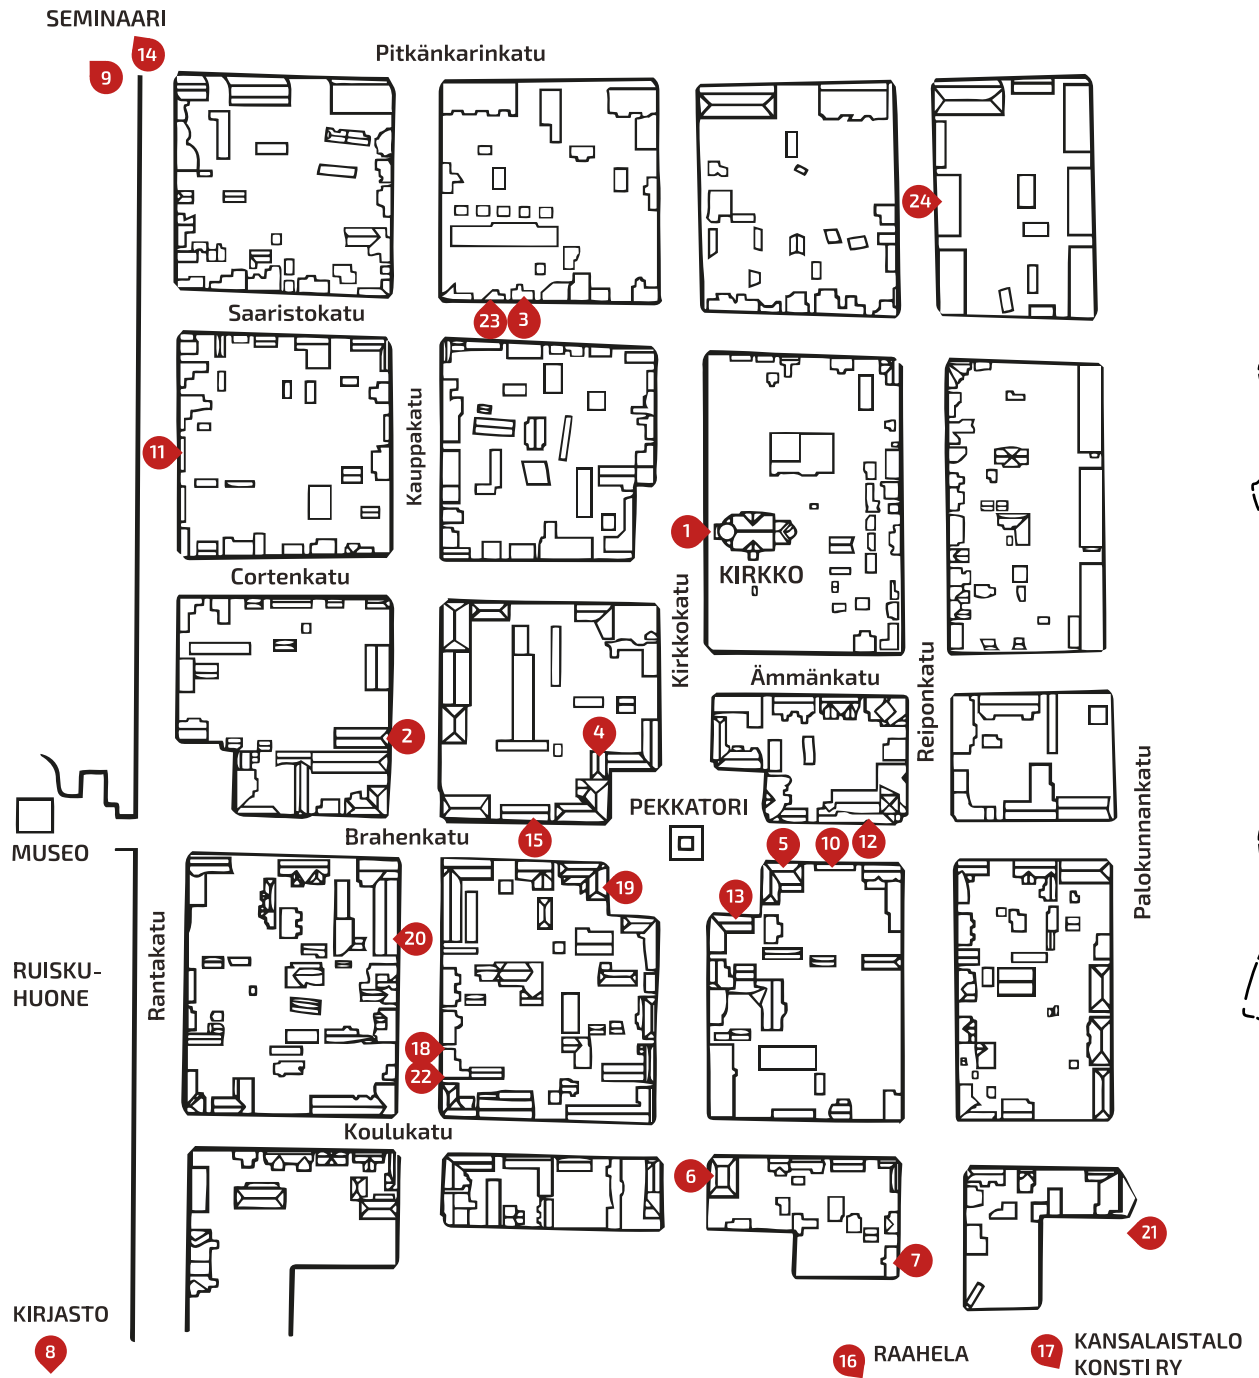 SEMINAARI
14
9
Pitkänkarinkatu
24
Saaristokatu
23
3
Kauppakatu
11
1
KIRKKO
Cortenkatu
Kirkkokatu
Ämmänkatu
Reiponkatu
2
4
PEKKATORI
Palokunnankatu
MUSEO
Brahenkatu
15
5
10
12
19
13
20
RUISKU-
HUONE
Rantakatu
18
22
Koulukatu
6
21
7
KIRJASTO
8
16
RAAHELA
17
KANSALAISTALO
KONSTI RY